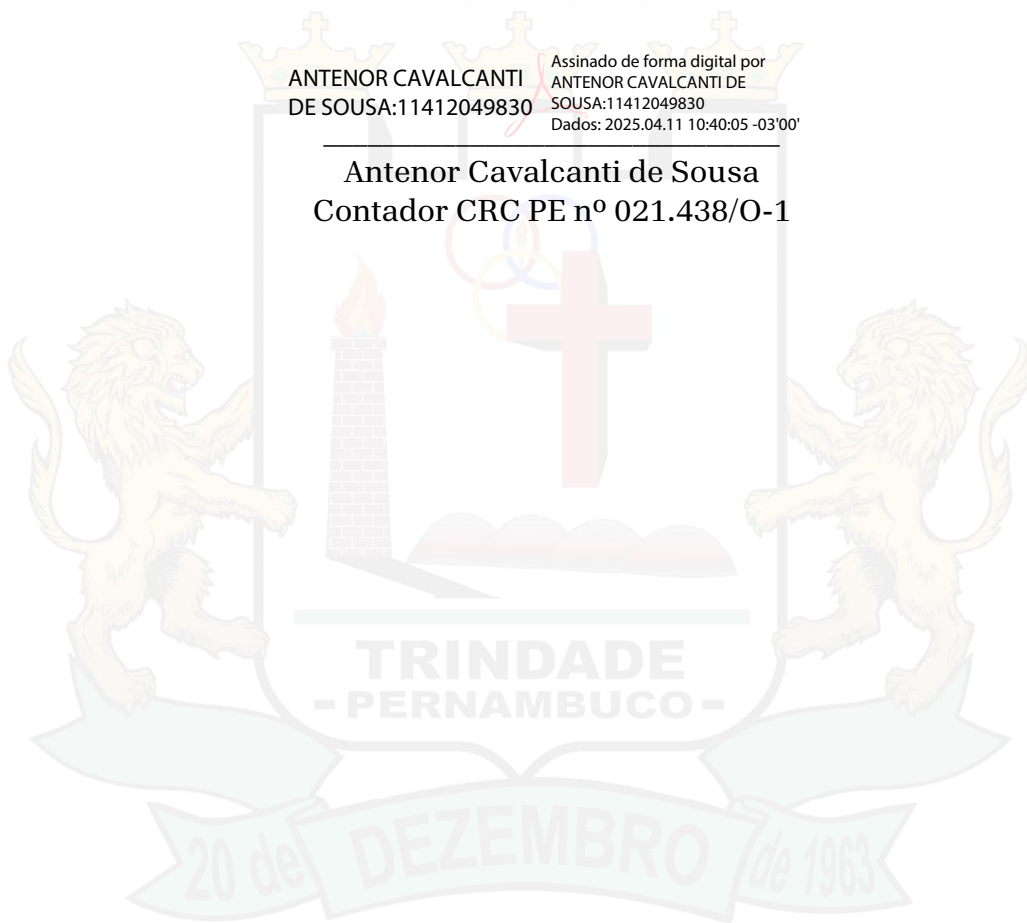 ANTENOR CAVALCANTI
DE SOUSA:11412049830
Assinado de forma digital por
ANTENOR CAVALCANTI DE
SOUSA:11412049830
Dados: 2025.04.11 10:40:05 -03'00'
Antenor Cavalcanti de Sousa
Contador CRC PE nº 021.438/O-1
TRINDADE
- PERNAMBUCO -
20 de DEZEMBRO de 1963